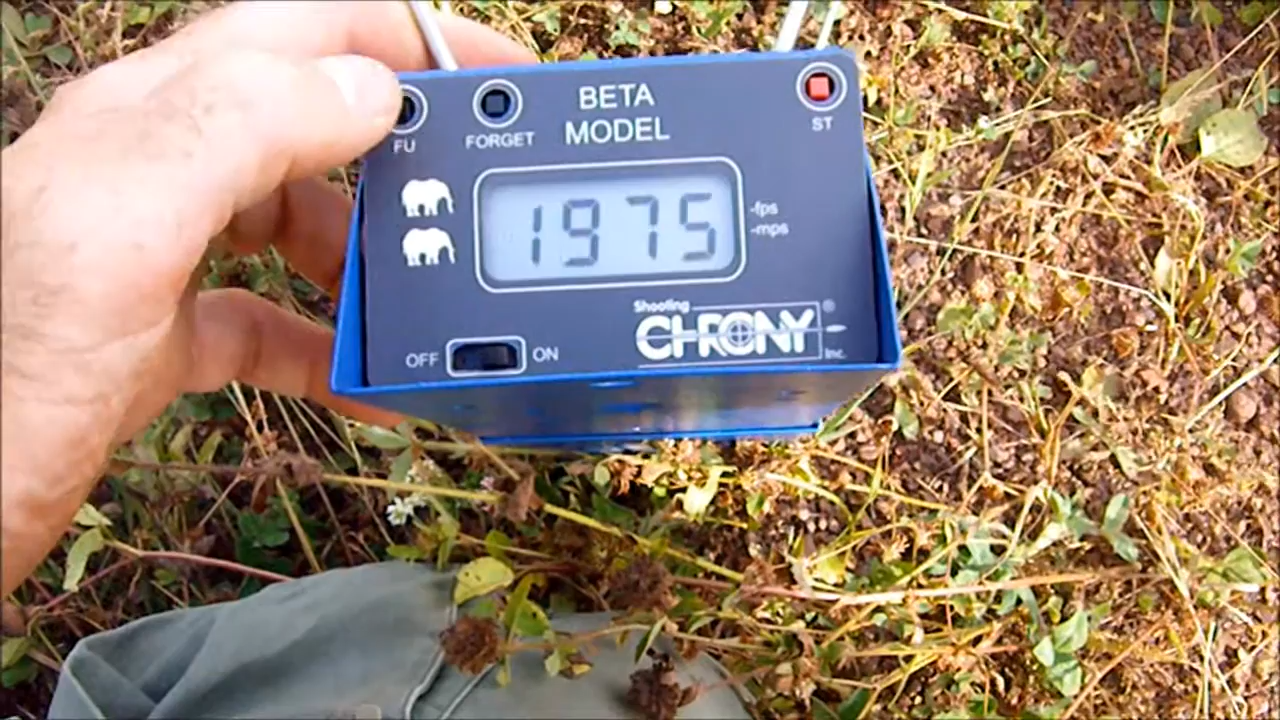 BETA
MODEL
FU
FORGET
ST
1975
-fps
-mps
Shooting
CHRONY ®
Inc.
OFF
ON